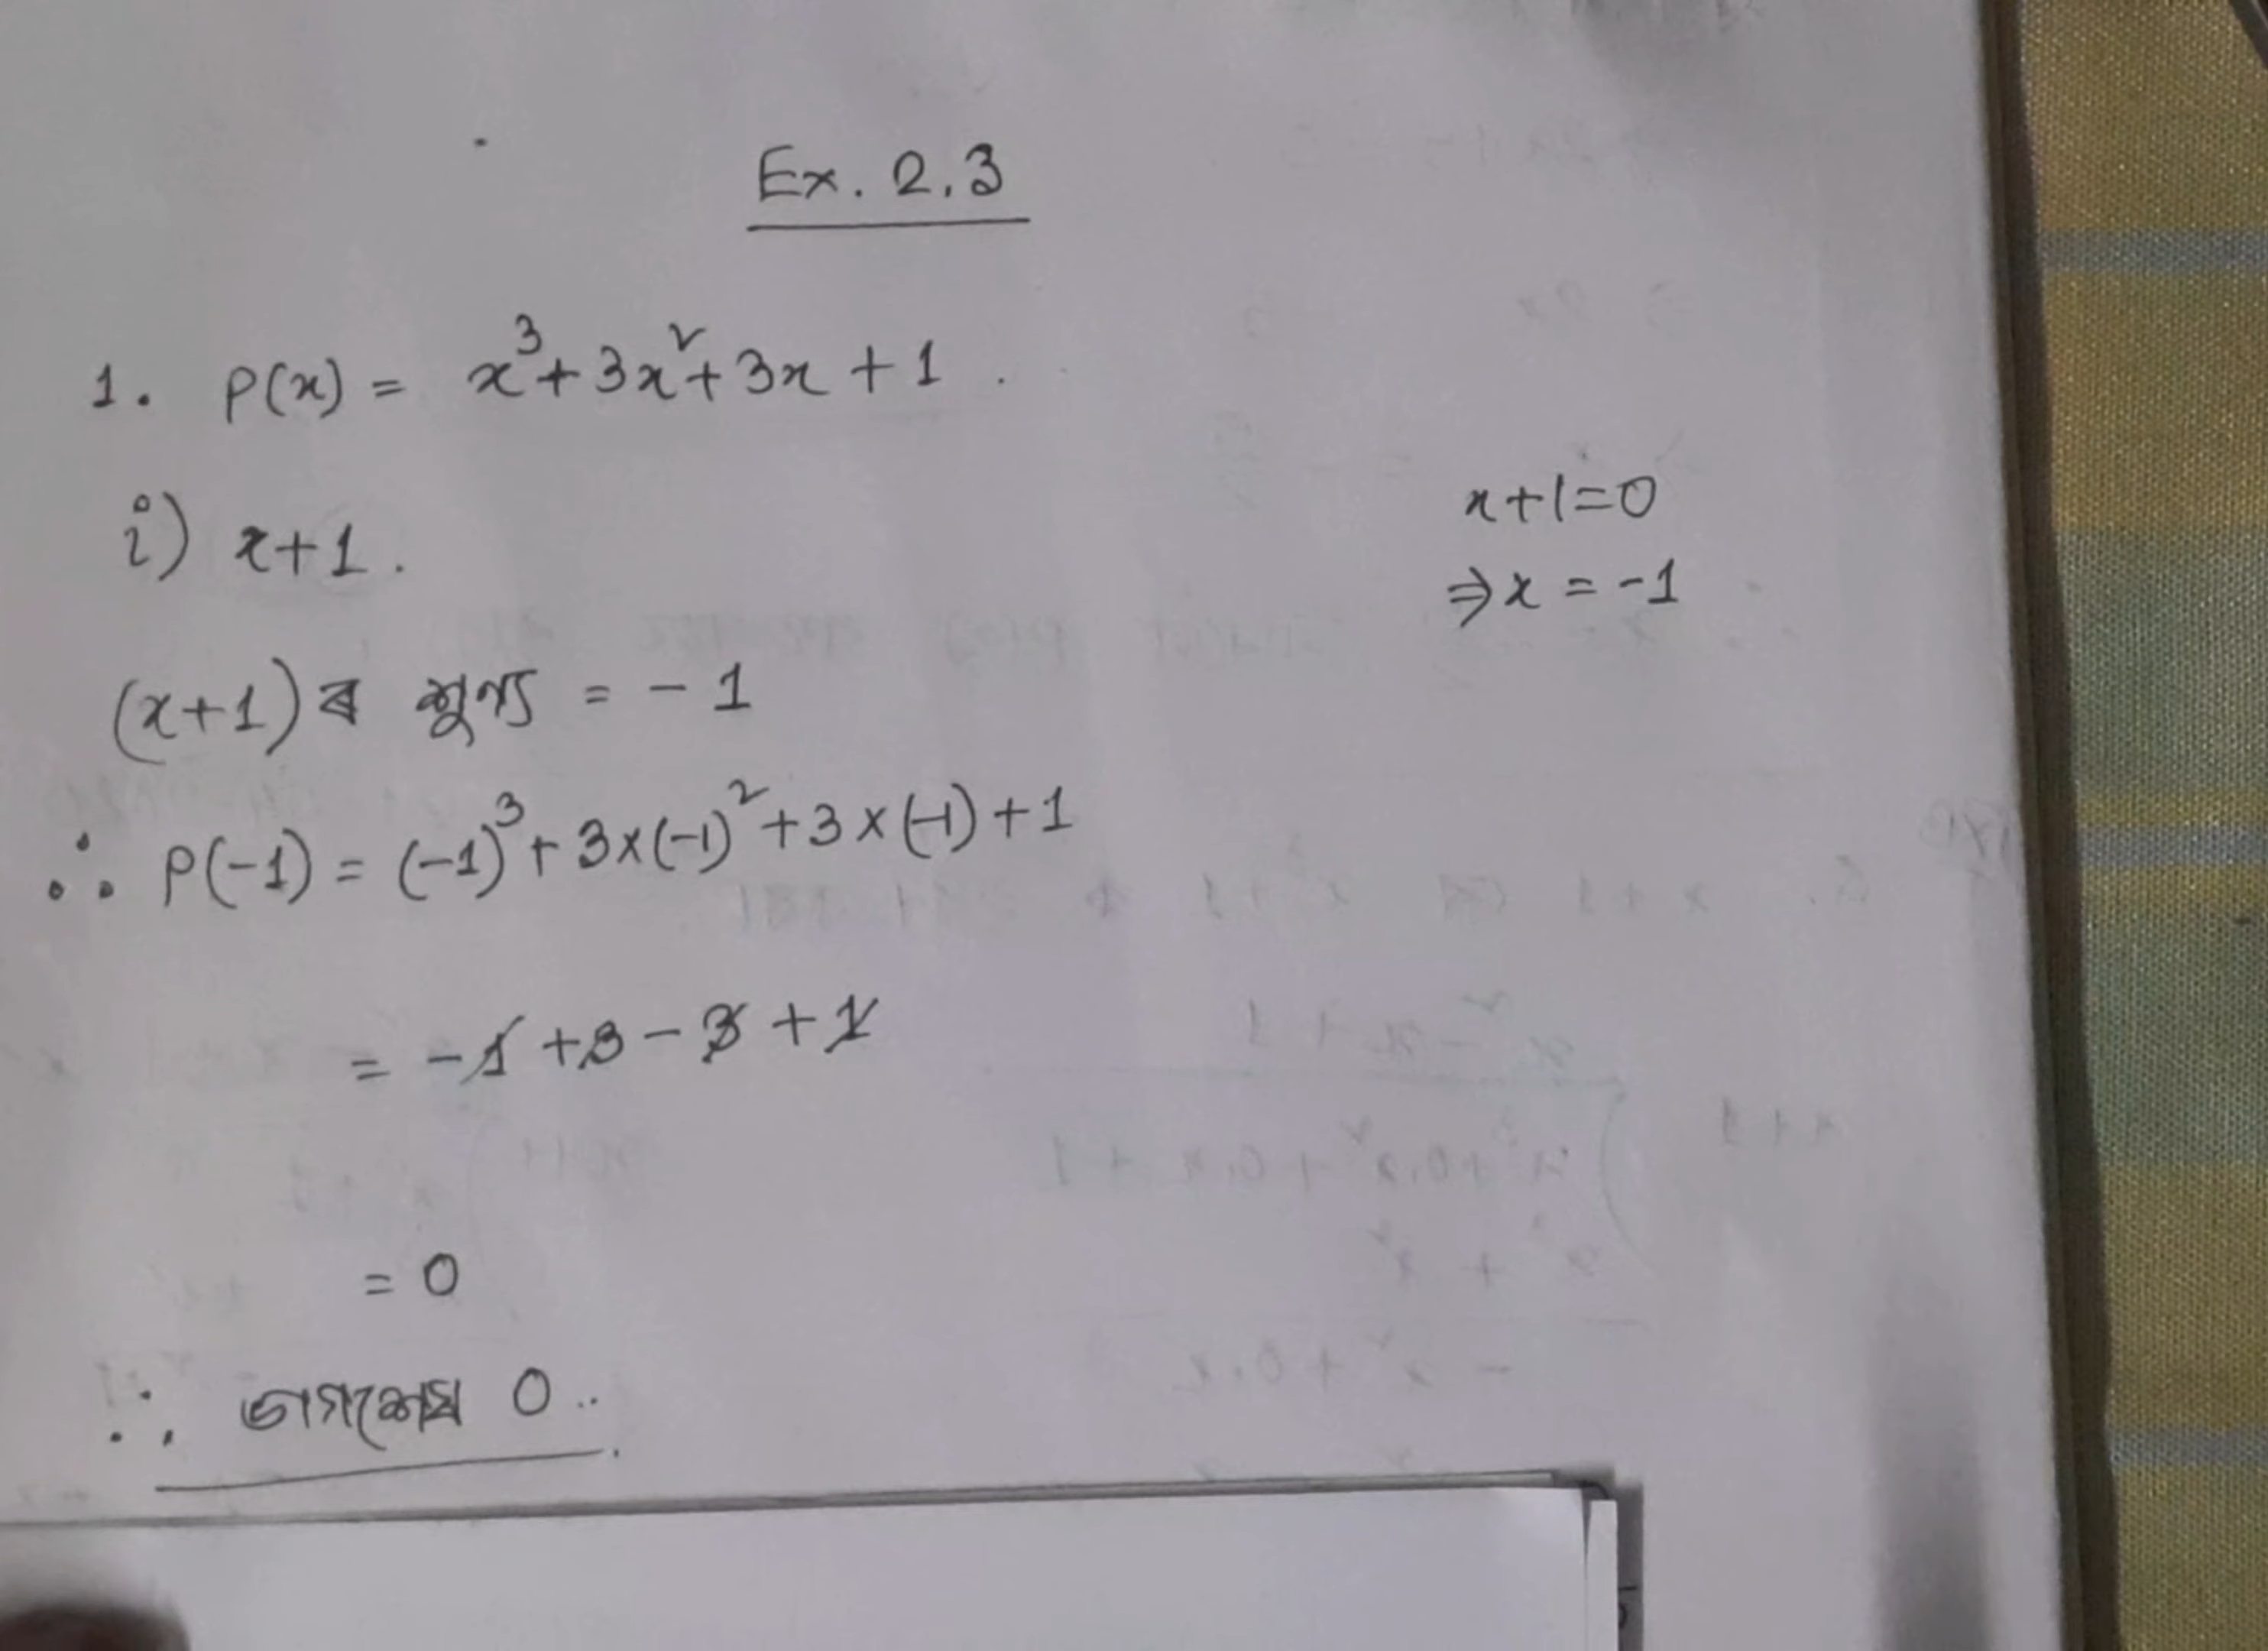 Ex. 2.3
1. P(x) = x³ + 3x² + 3x + 1.
i) x+1.
x+1=0
⇒ x = -1
(x+1)ৰ শূন্য = - 1
∴ P(-1) = (-1)³ + 3×(-1)² + 3×(-1) + 1
= -1 + 3 - 3 + 1
= 0
∴ ভাগশেষ 0..